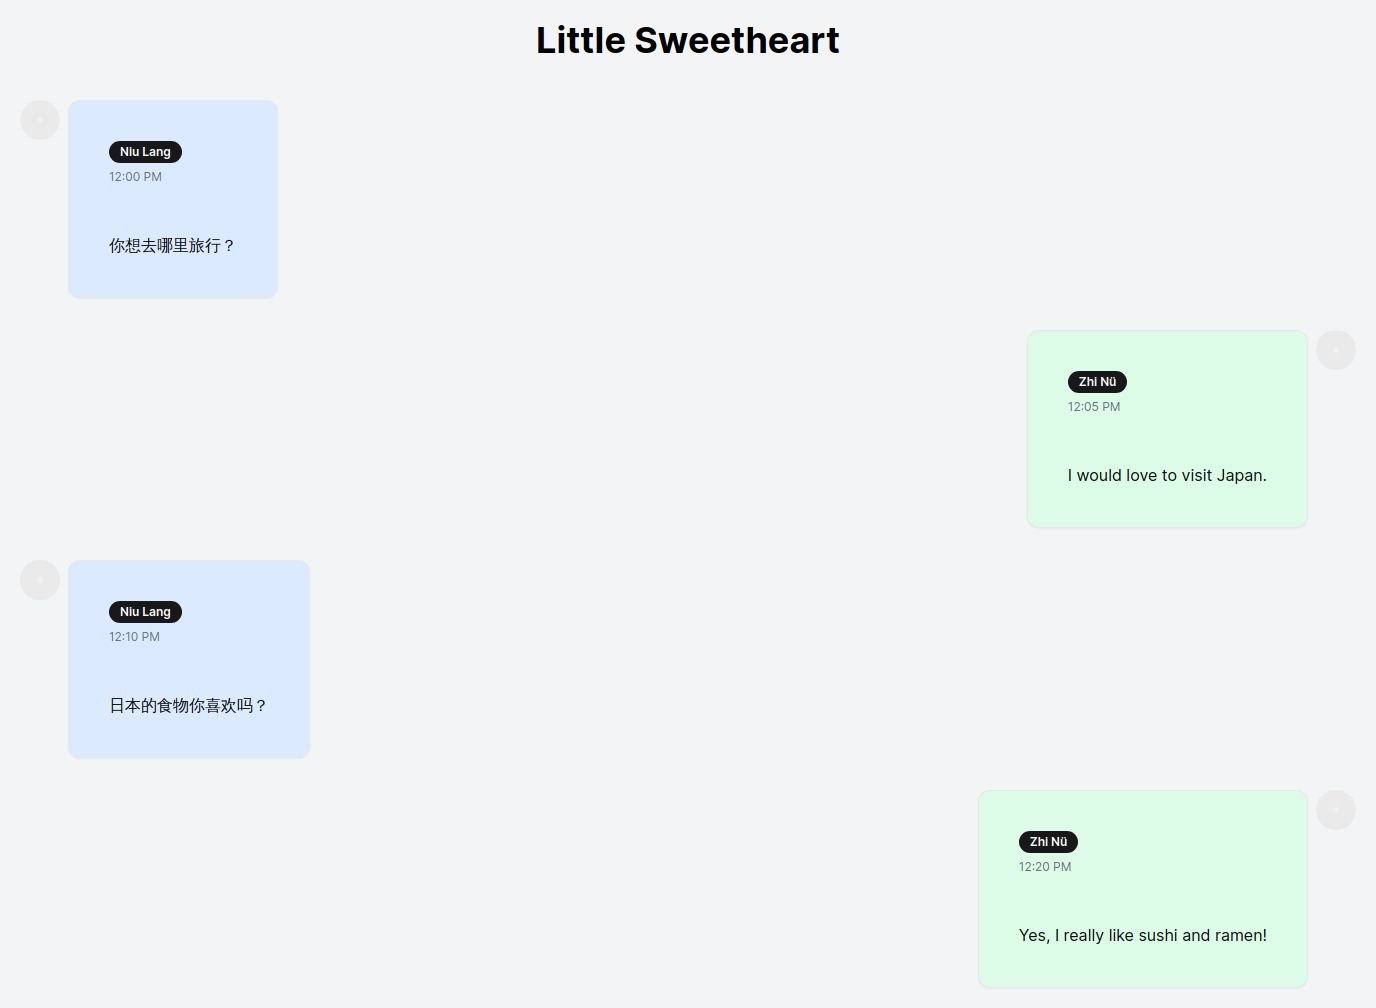 Little Sweetheart
Niu Lang
12:00 PM
你想去哪里旅行？
Zhi Nü
12:05 PM
I would love to visit Japan.
Niu Lang
12:10 PM
日本的食物你喜欢吗？
Zhi Nü
12:20 PM
Yes, I really like sushi and ramen!